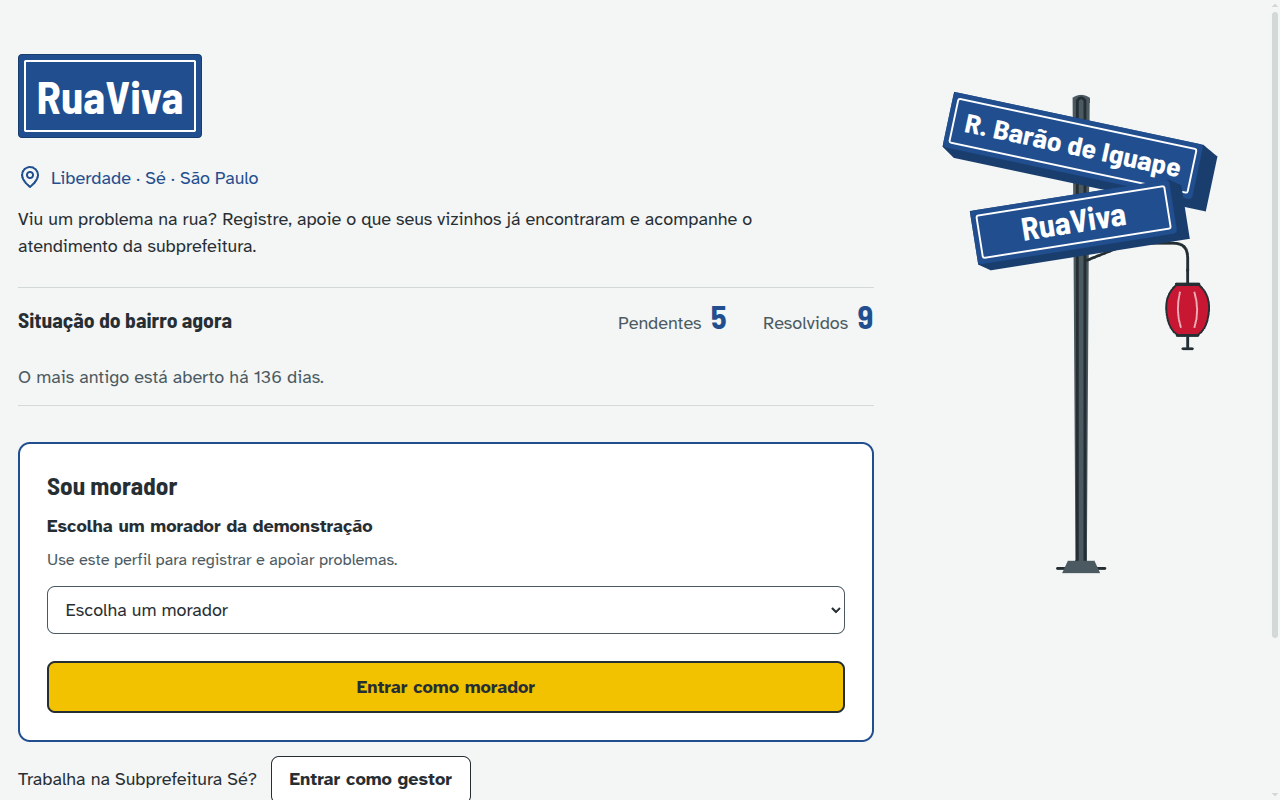 RuaViva
Liberdade · Sé · São Paulo
Viu um problema na rua? Registre, apoie o que seus vizinhos já encontraram e acompanhe o
atendimento da subprefeitura.
Situação do bairro agora
Pendentes 5
Resolvidos 9
O mais antigo está aberto há 136 dias.
Sou morador
Escolha um morador da demonstração
Use este perfil para registrar e apoiar problemas.
Escolha um morador
Entrar como morador
Trabalha na Subprefeitura Sé?
Entrar como gestor
R. Barão de Iguape
RuaViva